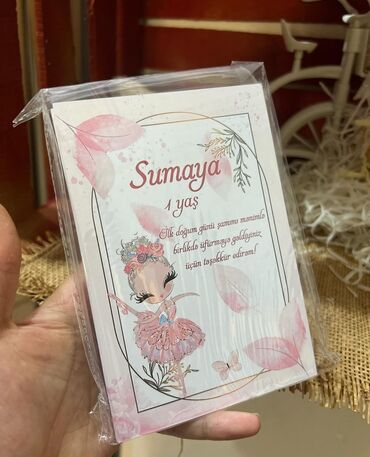 Sumaya
1 yaş
İlk doğum günü şamımı mənimlə
birlikdə üfürməyə gəldiyiniz
üçün təşəkkür edirəm!